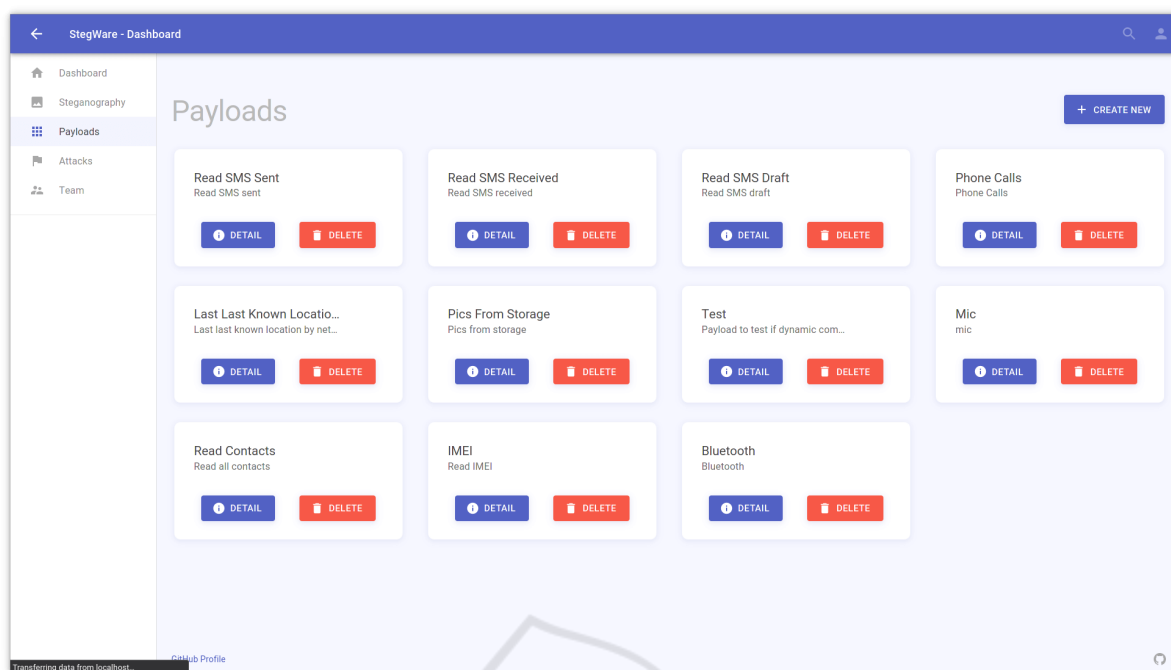 StegWare - Dashboard
Dashboard
Steganography
Payloads
Attacks
Team
Payloads
CREATE NEW
Read SMS Sent
Read SMS sent
DETAIL
DELETE
Read SMS Received
Read SMS received
DETAIL
DELETE
Read SMS Draft
Read SMS draft
DETAIL
DELETE
Phone Calls
Phone Calls
DETAIL
DELETE
Last Last Known Locatio...
Last last known location by net...
DETAIL
DELETE
Pics From Storage
Pics from storage
DETAIL
DELETE
Test
Payload to test if dynamic com...
DETAIL
DELETE
Mic
mic
DETAIL
DELETE
Read Contacts
Read all contacts
DETAIL
DELETE
IMEI
Read IMEI
DETAIL
DELETE
Bluetooth
Bluetooth
DETAIL
DELETE
GitHub Profile
Transferring data from localhost...